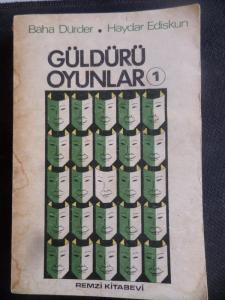 Baha Dürder • Haydar Ediskun
GÜLDÜRÜ
OYUNLAR 1
REMZİ KİTABEVİ